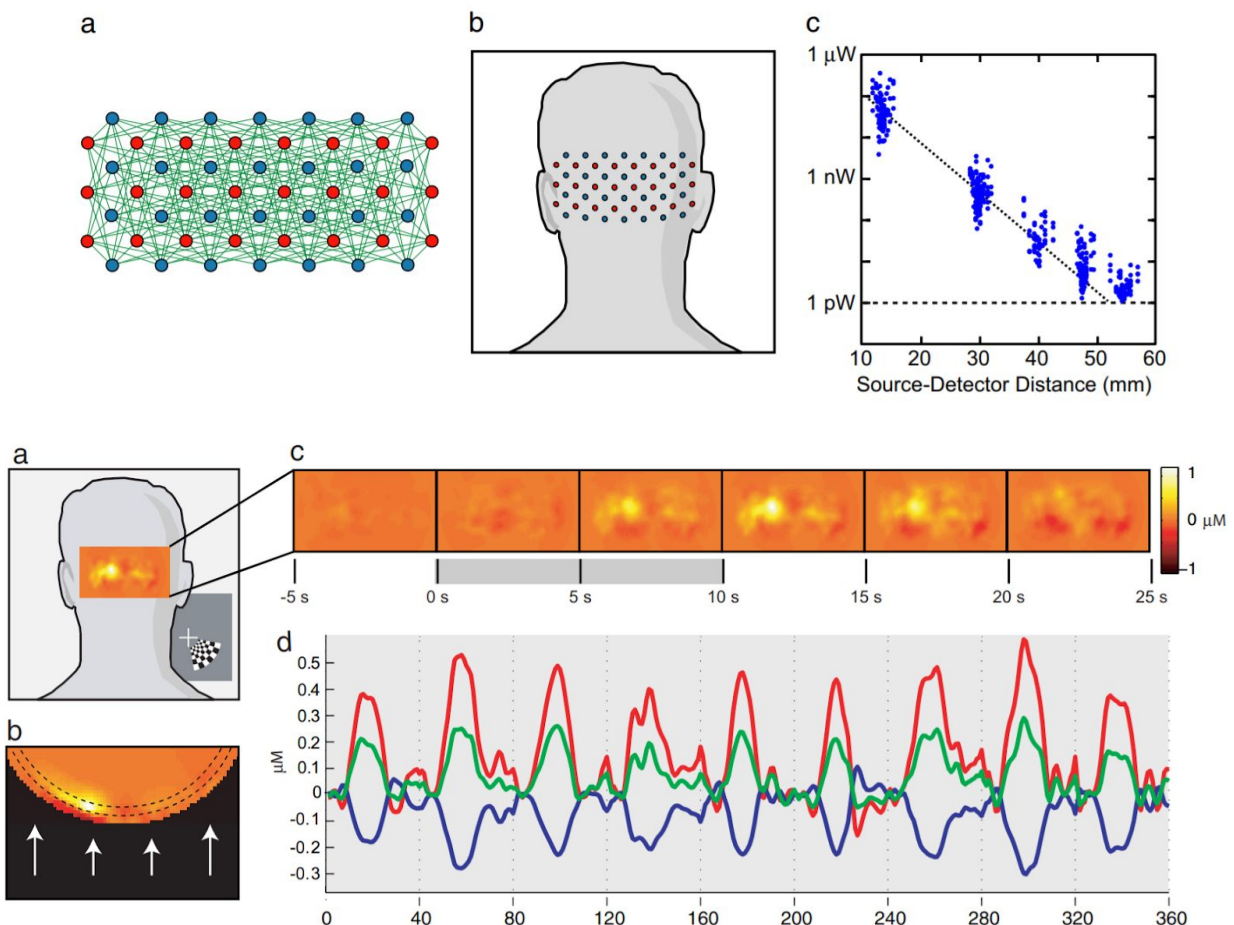 a
b
c
1 μW
1 nW
1 pW
10 20 30 40 50 60
Source-Detector Distance (mm)
a
c
1
0 μM
-1
-5 s 0 s 5 s 10 s 15 s 20 s 25 s
b
d
0.5
0.4
0.3
0.2
0.1
0
-0.1
-0.2
-0.3
μM
0 40 80 120 160 200 240 280 320 360